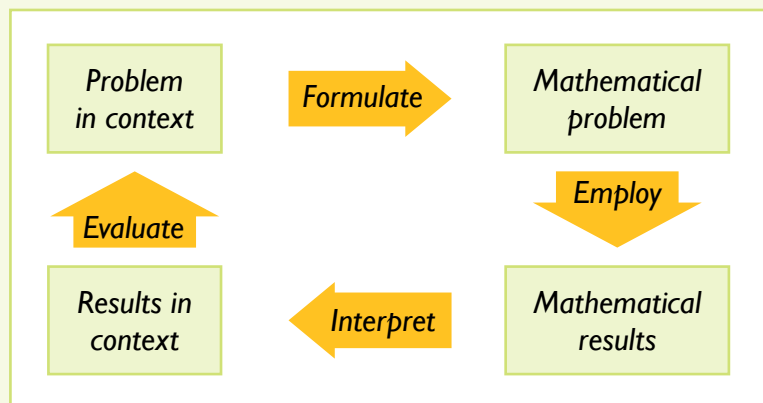 Problem
in context
Formulate
Mathematical
problem
Employ
Mathematical
results
Interpret
Results in
context
Evaluate